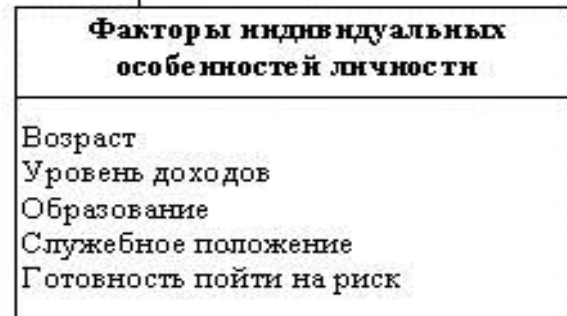 Факторы индивидуальных
особенностей личности
Возраст
Уровень доходов
Образование
Служебное положение
Готовность пойти на риск